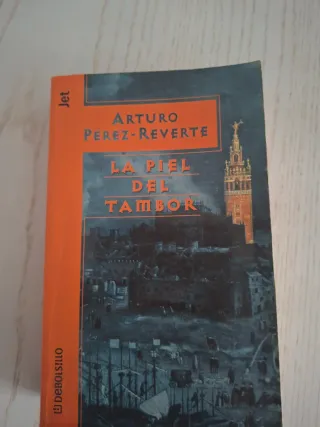 Jet
ARTURO
PEREZ-REVERTE
LA PIEL
DEL
TAMBOR
DEBOLSILLO